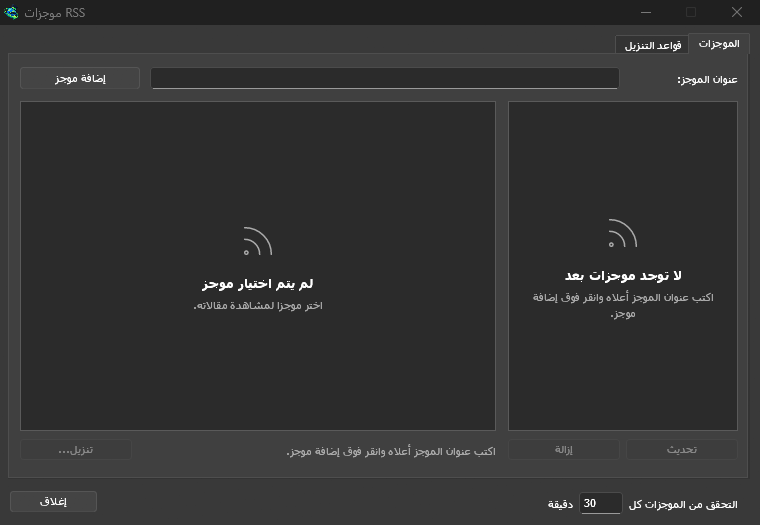 موجزات RSS
الموجزات
قواعد التنزيل
عنوان الموجز:
إضافة موجز
لا توجد موجزات بعد
اكتب عنوان الموجز أعلاه وانقر فوق إضافة
موجز.
لم يتم اختيار موجز
اختر موجزا لمشاهدة مقالاته.
تحديث
إزالة
اكتب عنوان الموجز أعلاه وانقر فوق إضافة موجز.
تنزيل...
التحقق من الموجزات كل 30 دقيقة
إغلاق